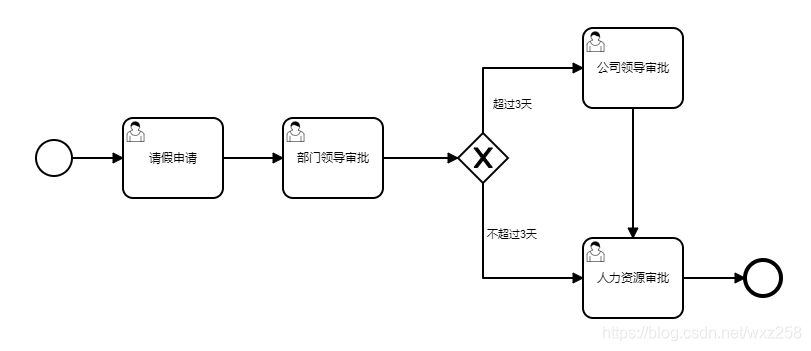 公司领导审批
超过3天
请假申请
部门领导审批
不超过3天
人力资源审批
https://blog.csdn.net/wxz258